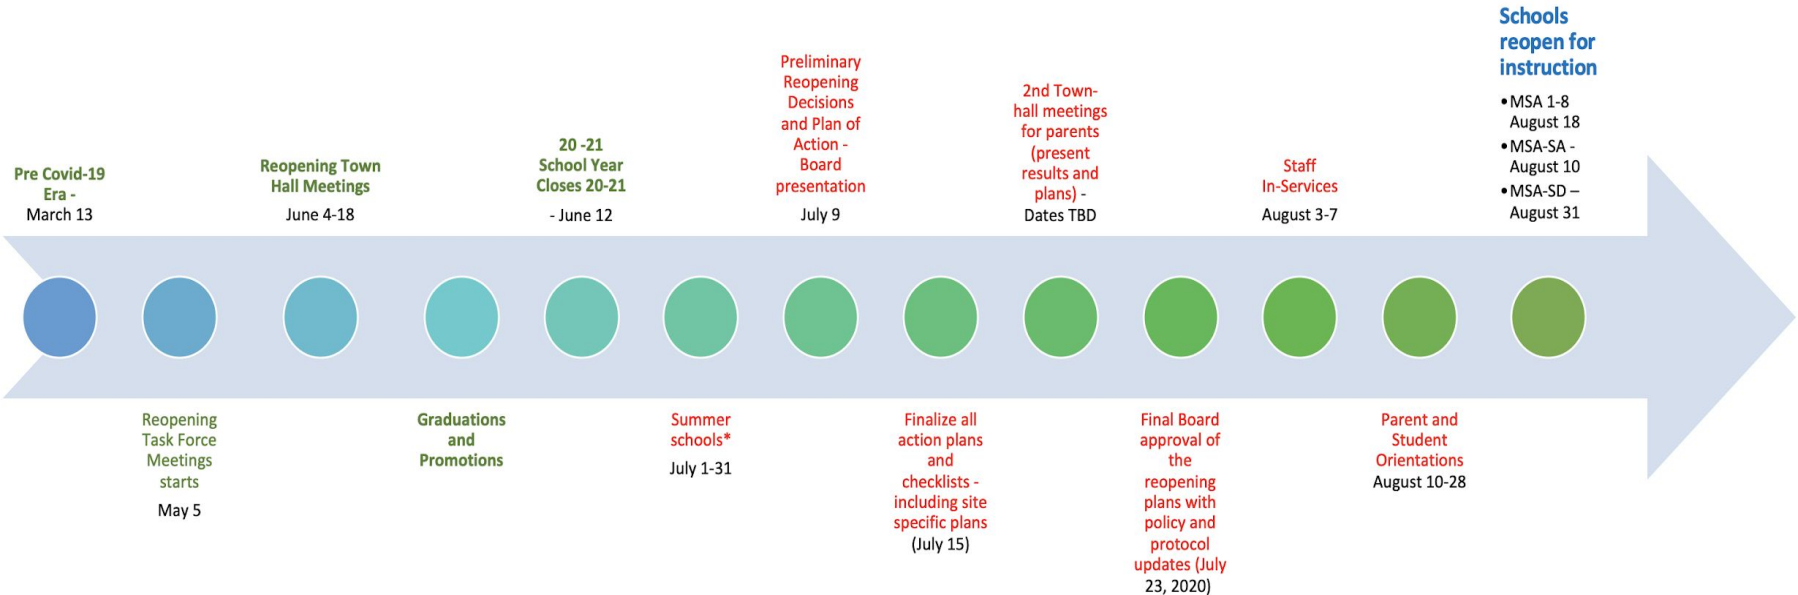 Pre Covid-19
Era -
March 13
Reopening
Task Force
Meetings
starts
May 5
Reopening Town
Hall Meetings
June 4-18
Graduations
and
Promotions
20 -21
School Year
Closes 20-21
- June 12
Summer
schools*
July 1-31
Preliminary
Reopening
Decisions
and Plan of
Action -
Board
presentation
July 9
Finalize all
action plans
and
checklists -
including site
specific plans
(July 15)
2nd Town-
hall meetings
for parents
(present
results and
plans) -
Dates TBD
Final Board
approval of
the
reopening
plans with
policy and
protocol
updates (July
23, 2020)
Staff
In-Services
August 3-7
Parent and
Student
Orientations
August 10-28
Schools
reopen for
instruction
•MSA 1-8
August 18
•MSA-SA -
August 10
•MSA-SD –
August 31